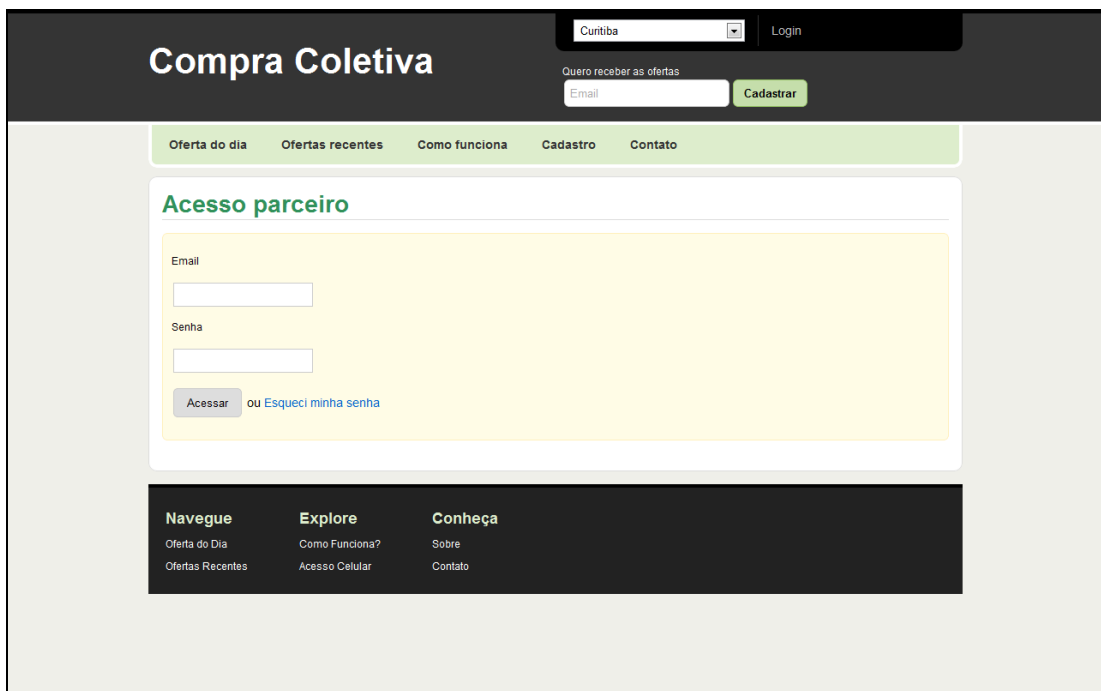 Curitiba Login
Compra Coletiva
Quero receber as ofertas
Email Cadastrar
Oferta do dia Ofertas recentes Como funciona Cadastro Contato
Acesso parceiro
Email
Senha
Acessar ou Esqueci minha senha
Navegue Explore Conheça
Oferta do Dia Como Funciona? Sobre
Ofertas Recentes Acesso Celular Contato